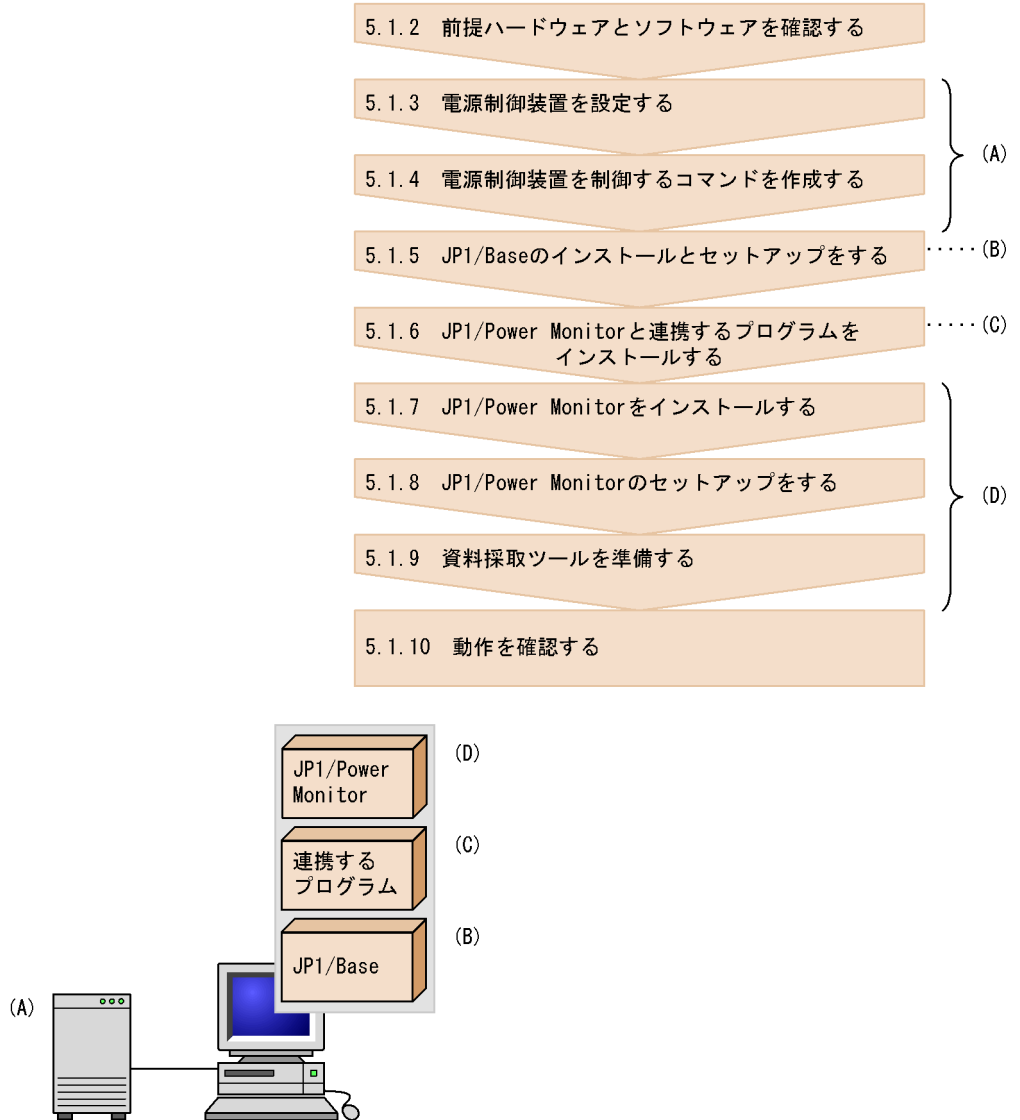 5.1.2 前提ハードウェアとソフトウェアを確認する
5.1.3 電源制御装置を設定する
(A)
5.1.4 電源制御装置を制御するコマンドを作成する
5.1.5 JP1/Baseのインストールとセットアップをする
·····(B)
5.1.6 JP1/Power Monitorと連携するプログラムを
インストールする
·····(C)
5.1.7 JP1/Power Monitorをインストールする
5.1.8 JP1/Power Monitorのセットアップをする
(D)
5.1.9 資料採取ツールを準備する
5.1.10 動作を確認する
JP1/Power
Monitor
(D)
連携する
プログラム
(C)
JP1/Base
(B)
(A)